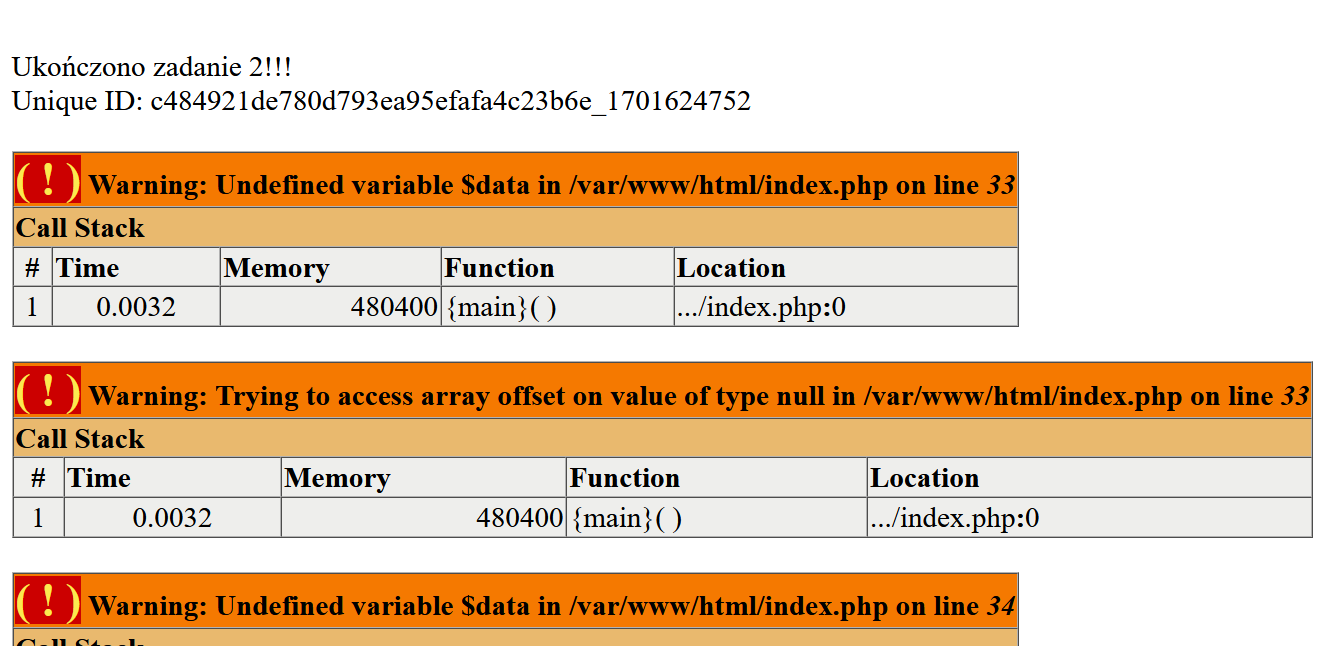 Ukończono zadanie 2!!!
Unique ID: c484921de780d793ea95efafa4c23b6e_1701624752
( ! ) Warning: Undefined variable $data in /var/www/html/index.php on line 33
Call Stack
# Time Memory Function Location
1 0.0032 480400 {main}( ) .../index.php:0
( ! ) Warning: Trying to access array offset on value of type null in /var/www/html/index.php on line 33
Call Stack
# Time Memory Function Location
1 0.0032 480400 {main}( ) .../index.php:0
( ! ) Warning: Undefined variable $data in /var/www/html/index.php on line 34
Call Stack